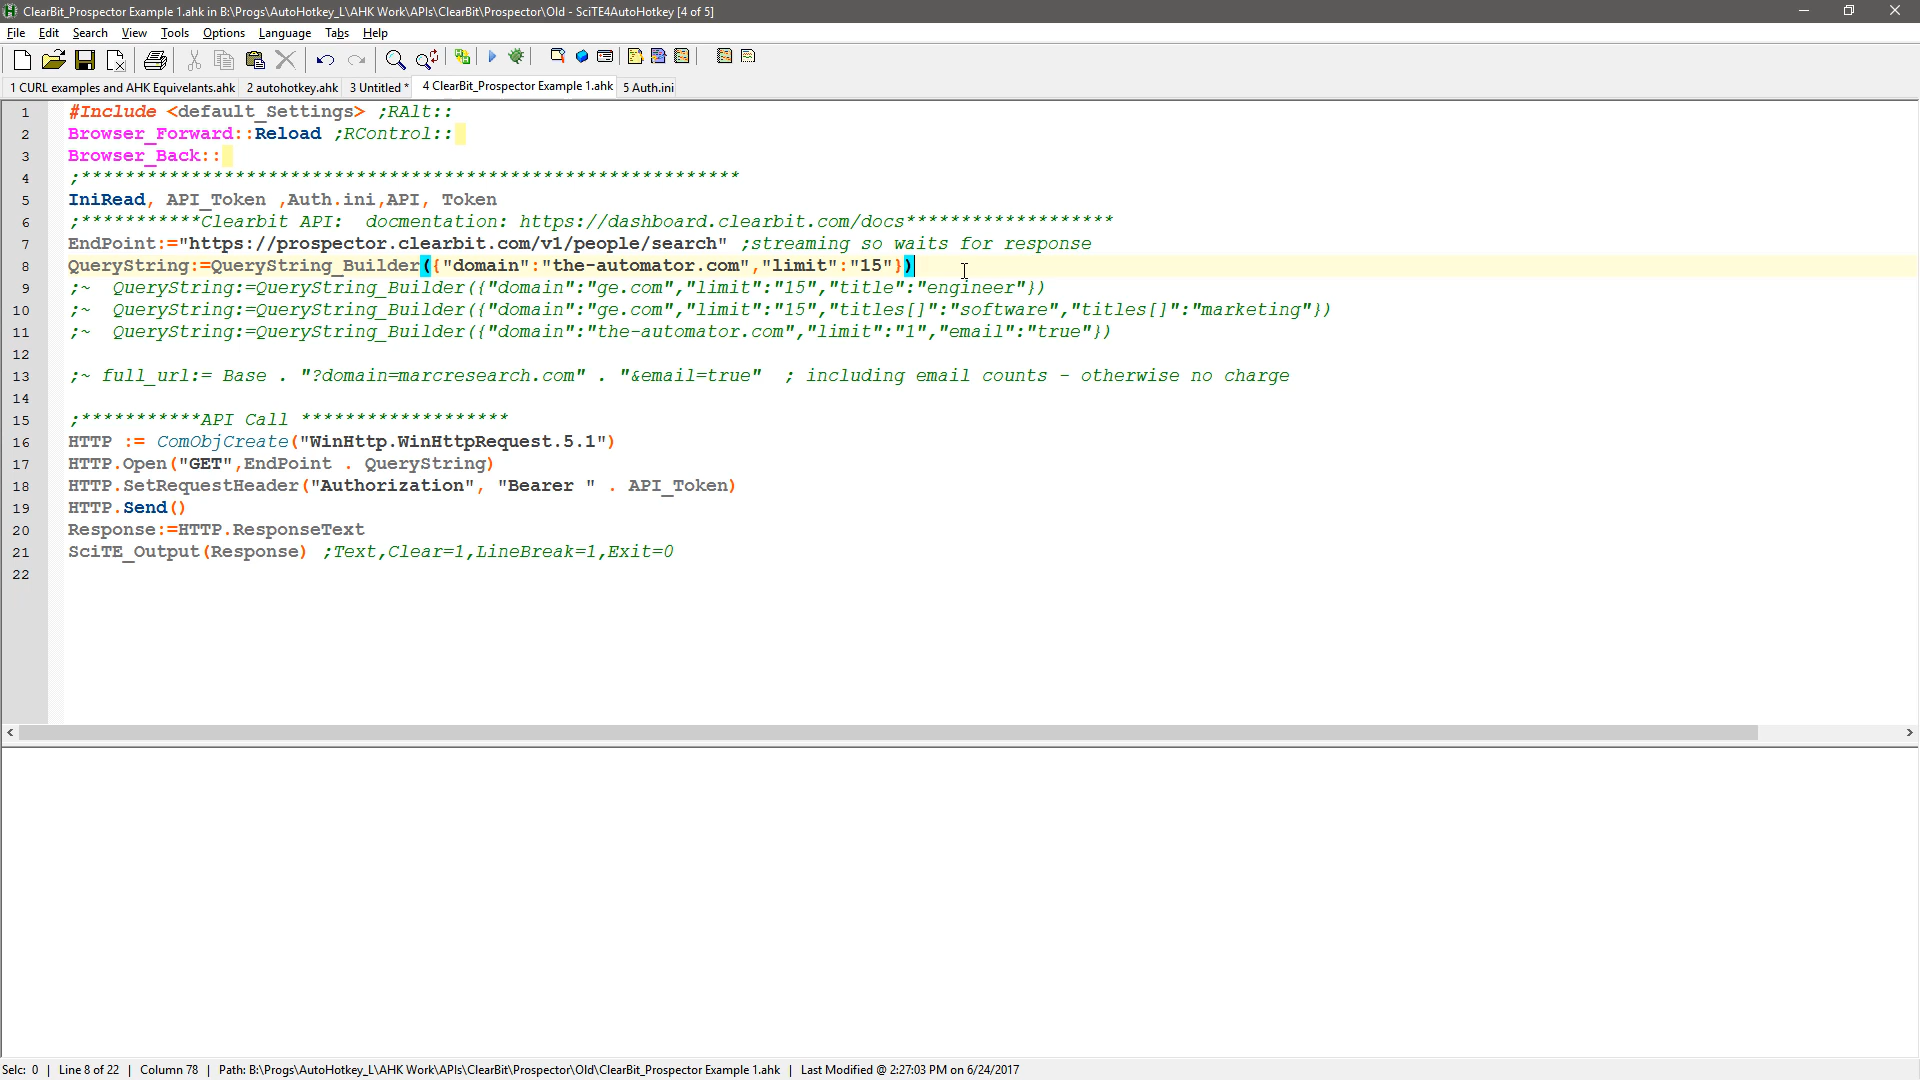 ClearBit_Prospector Example 1.ahk in B:\Progs\AutoHotkey_L\AHK Work\APIs\ClearBit\Prospector\Old - SciTE4AutoHotkey [4 of 5]
File Edit Search View Tools Options Language Tabs Help
1 CURL examples and AHK Equivelants.ahk 2 autohotkey.ahk 3 Untitled * 4 ClearBit_Prospector Example 1.ahk 5 Auth.ini
1 #Include <default_Settings> ;RAlt::
2 Browser_Forward::Reload ;RControl::
3 Browser_Back::
4 ;************************************************************
5 IniRead, API_Token ,Auth.ini,API, Token
6 ;***********Clearbit API:  docmentation: https://dashboard.clearbit.com/docs*******************
7 EndPoint:="https://prospector.clearbit.com/v1/people/search" ;streaming so waits for response
8 QueryString:=QueryString_Builder({"domain":"the-automator.com","limit":"15"})
9 ;~  QueryString:=QueryString_Builder({"domain":"ge.com","limit":"15","title":"engineer"})
10 ;~  QueryString:=QueryString_Builder({"domain":"ge.com","limit":"15","titles[]":"software","titles[]":"marketing"})
11 ;~  QueryString:=QueryString_Builder({"domain":"the-automator.com","limit":"1","email":"true"})
12
13 ;~ full_url:= Base . "?domain=marcresearch.com" . "&email=true"  ; including email counts - otherwise no charge
14
15 ;***********API Call *******************
16 HTTP := ComObjCreate("WinHttp.WinHttpRequest.5.1")
17 HTTP.Open("GET",EndPoint . QueryString)
18 HTTP.SetRequestHeader("Authorization", "Bearer " . API_Token)
19 HTTP.Send()
20 Response:=HTTP.ResponseText
21 SciTE_Output(Response) ;Text,Clear=1,LineBreak=1,Exit=0
22
Selc: 0 | Line 8 of 22 | Column 78 | Path: B:\Progs\AutoHotkey_L\AHK Work\APIs\ClearBit\Prospector\Old\ClearBit_Prospector Example 1.ahk | Last Modified @ 2:27:03 PM on 6/24/2017